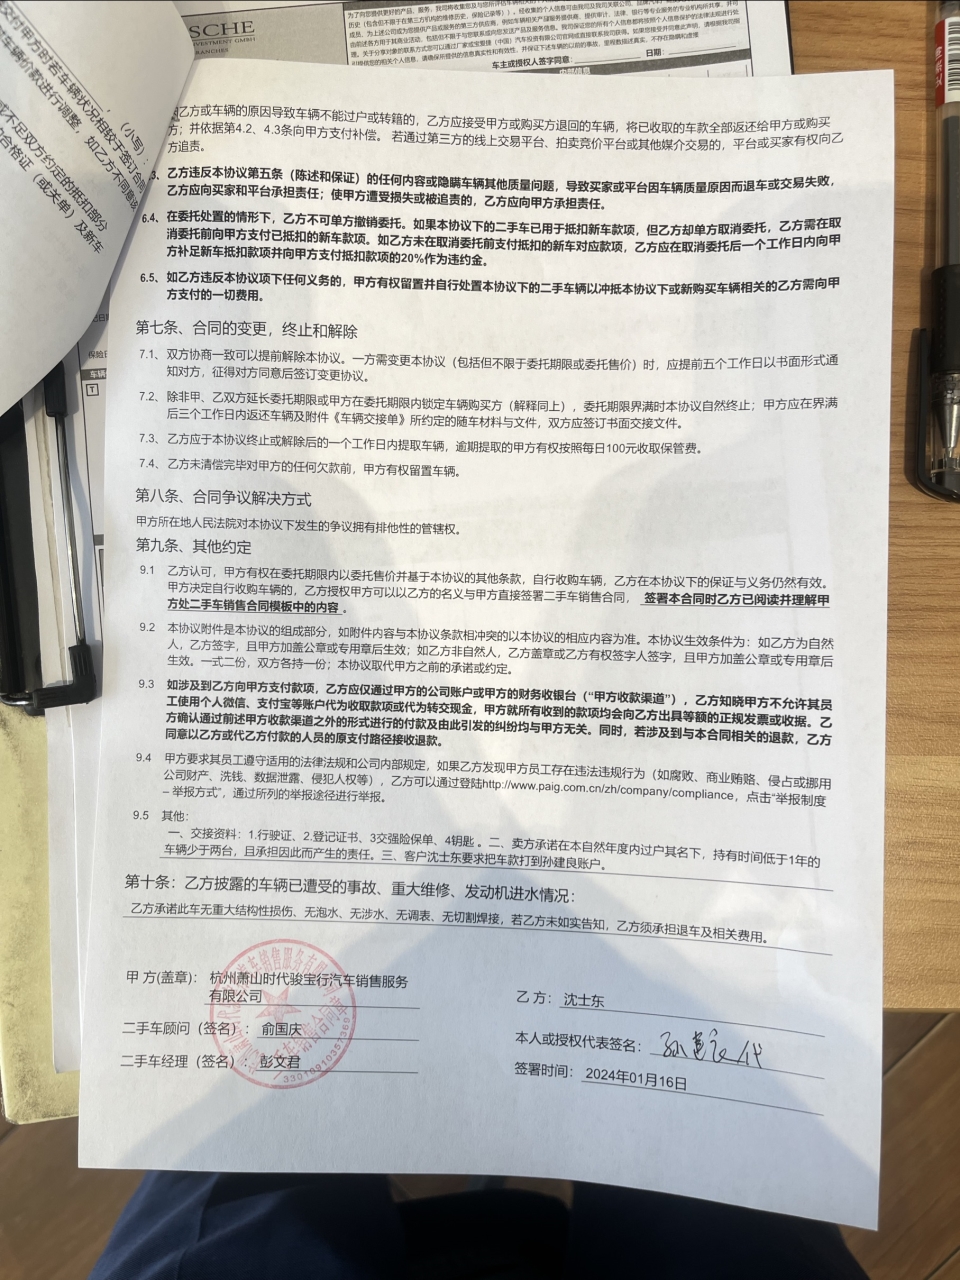 SCHE
VESTMENT GMBH
BRANCHES
车主或授权人签字同意：
日期：
（小号）：
交付甲方时若车辆状况相较于签订合同
车辆价款进行调整，如乙方不同意该
或不足双方约定的抵扣部分
合格证（或关单）及新车
因乙方或车辆的原因导致车辆不能过户或转籍的，乙方应接受甲方或购买方退回的车辆，将已收取的车款全部返还给甲方或购买
方；并依据第4.2、4.3条向甲方支付补偿。 若通过第三方的线上交易平台、拍卖竞价平台或其他媒介交易的，平台或买家有权向乙
方追责。
3、 乙方违反本协议第五条（陈述和保证）的任何内容或隐瞒车辆其他质量问题，导致买家或平台因车辆质量原因而退车或交易失败，
乙方应向买家和平台承担责任；使甲方遭受损失或被追责的，乙方应向甲方承担责任。
6.4、 在委托处置的情形下，乙方不可单方撤销委托。如果本协议下的二手车已用于抵扣新车款项，但乙方却单方取消委托，乙方需在取
消委托前向甲方支付已抵扣的新车款项。如乙方未在取消委托前支付抵扣的新车对应款项，乙方应在取消委托后一个工作日内向甲
方补足新车抵扣款项并向甲方支付抵扣款项的20%作为违约金。
6.5、 如乙方违反本协议项下任何义务的，甲方有权留置并自行处置本协议下的二手车辆以冲抵本协议下或新购买车辆相关的乙方需向甲
方支付的一切费用。
第七条、合同的变更，终止和解除
7.1、 双方协商一致可以提前解除本协议。一方需变更本协议（包括但不限于委托期限或委托售价）时，应提前五个工作日以书面形式通
知对方，征得对方同意后签订变更协议。
7.2、 除非甲、乙双方延长委托期限或甲方在委托期限内锁定车辆购买方（解释同上），委托期限界满时本协议自然终止；甲方应在界满
后三个工作日内返还车辆及附件《车辆交接单》所约定的随车材料与文件，双方应签订书面交接文件。
7.3、 乙方应于本协议终止或解除后的一个工作日内提取车辆，逾期提取的甲方有权按照每日100元收取保管费。
7.4、 乙方未清偿完毕对甲方的任何欠款前，甲方有权留置车辆。
第八条、合同争议解决方式
甲方所在地人民法院对本协议下发生的争议拥有排他性的管辖权。
第九条、其他约定
9.1 乙方认可，甲方有权在委托期限内以委托售价并基于本协议的其他条款，自行收购车辆，乙方在本协议下的保证与义务仍然有效。
甲方决定自行收购车辆的，乙方授权甲方可以以乙方的名义与甲方直接签署二手车销售合同， 签署本合同时乙方已阅读并理解甲
方处二手车销售合同模板中的内容 。
9.2 本协议附件是本协议的组成部分，如附件内容与本协议条款相冲突的以本协议的相应内容为准。本协议生效条件为：如乙方为自然
人，乙方签字，且甲方加盖公章或专用章后生效；如乙方非自然人，乙方盖章或乙方有权签字人签字，且甲方加盖公章或专用章后
生效。一式二份，双方各持一份；本协议取代甲方之前的承诺或约定。
9.3 如涉及到乙方向甲方支付款项，乙方应仅通过甲方的公司账户或甲方的财务收银台（“甲方收款渠道”），乙方知晓甲方不允许其员
工使用个人微信、支付宝等账户代为收取款项或代为转交现金，甲方就所有收到的款项均会向乙方出具等额的正规发票或收据。乙
方确认通过前述甲方收款渠道之外的形式进行的付款及由此引发的纠纷均与甲方无关。同时，若涉及到与本合同相关的退款，乙方
同意以乙方或代乙方付款的人员的原支付路径接收退款。
9.4 甲方要求其员工遵守适用的法律法规和公司内部规定，如果乙方发现甲方员工存在违法违规行为（如腐败、商业贿赂、侵占或挪用
公司财产、洗钱、数据泄露、侵犯人权等），乙方可以通过登陆http://www.paig.com.cn/zh/company/compliance，点击“举报制度
– 举报方式”，通过所列的举报途径进行举报。
9.5 其他：
一、交接资料：1.行驶证、2.登记证书、3交强险保单、4钥匙 。二、卖方承诺在本自然年度内过户其名下，持有时间低于1年的
车辆少于两台，且承担因此而产生的责任。三、客户沈士东要求把车款打到孙建良账户。
第十条：乙方披露的车辆已遭受的事故、重大维修、发动机进水情况：
乙方承诺此车无重大结构性损伤、无泡水、无涉水、无调表、无切割焊接，若乙方未如实告知，乙方须承担退车及相关费用。
甲 方(盖章)： 杭州萧山时代骏宝行汽车销售服务
有限公司
乙 方： 沈士东
二手车顾问（签名）： 俞国庆
本人或授权代表签名： 孙建良代
二手车经理（签名） 彭文君
签署时间： 2024年01月16日